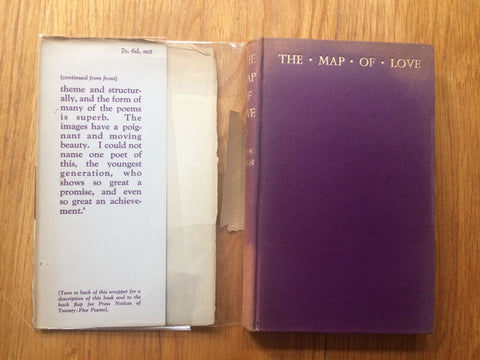 7s. 6d. net
(continued from front)
theme and structur-
ally, and the form of
many of the poems
is superb. The
images have a poig-
nant and moving
beauty. I could not
name one poet of
this, the youngest
generation, who
shows so great a
promise, and even
so great an achieve-
ment.'
[Turn to back of this wrapper for a
description of this book and to the
back flap for Press Notices of
Twenty-Five Poems].
MAP
OF
THE · MAP · OF · LOVE